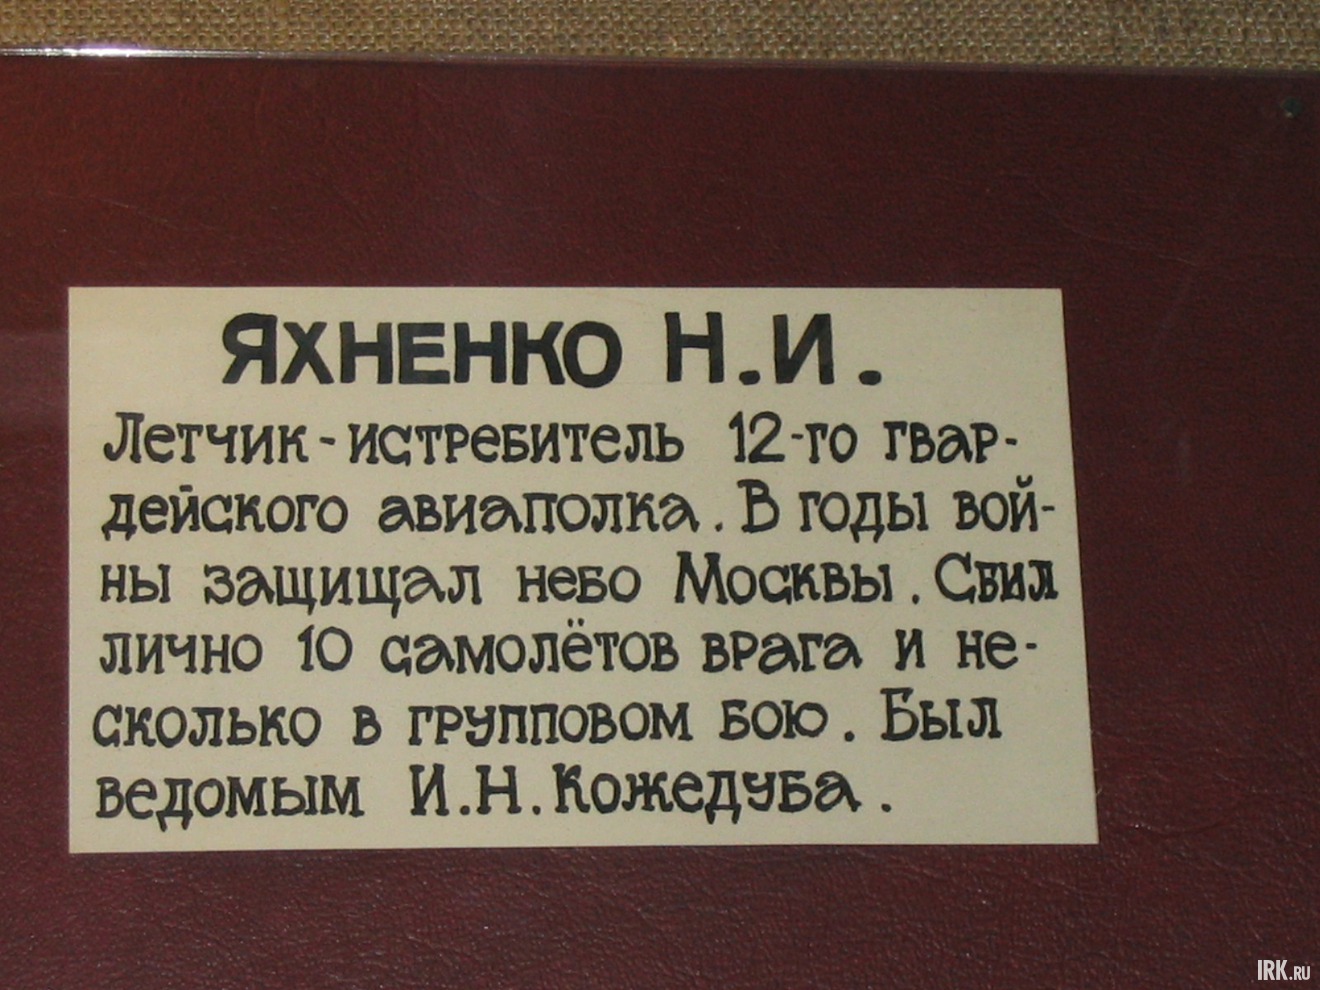 ЯХНЕНКО Н.И.
Летчик-истребитель 12-го гвар-
дейского авиаполка. В годы вой-
ны защищал небо Москвы. Сбил
лично 10 самолётов врага и не-
сколько в групповом бою. Был
ведомым И.Н.Кожедуба.
IRK.RU